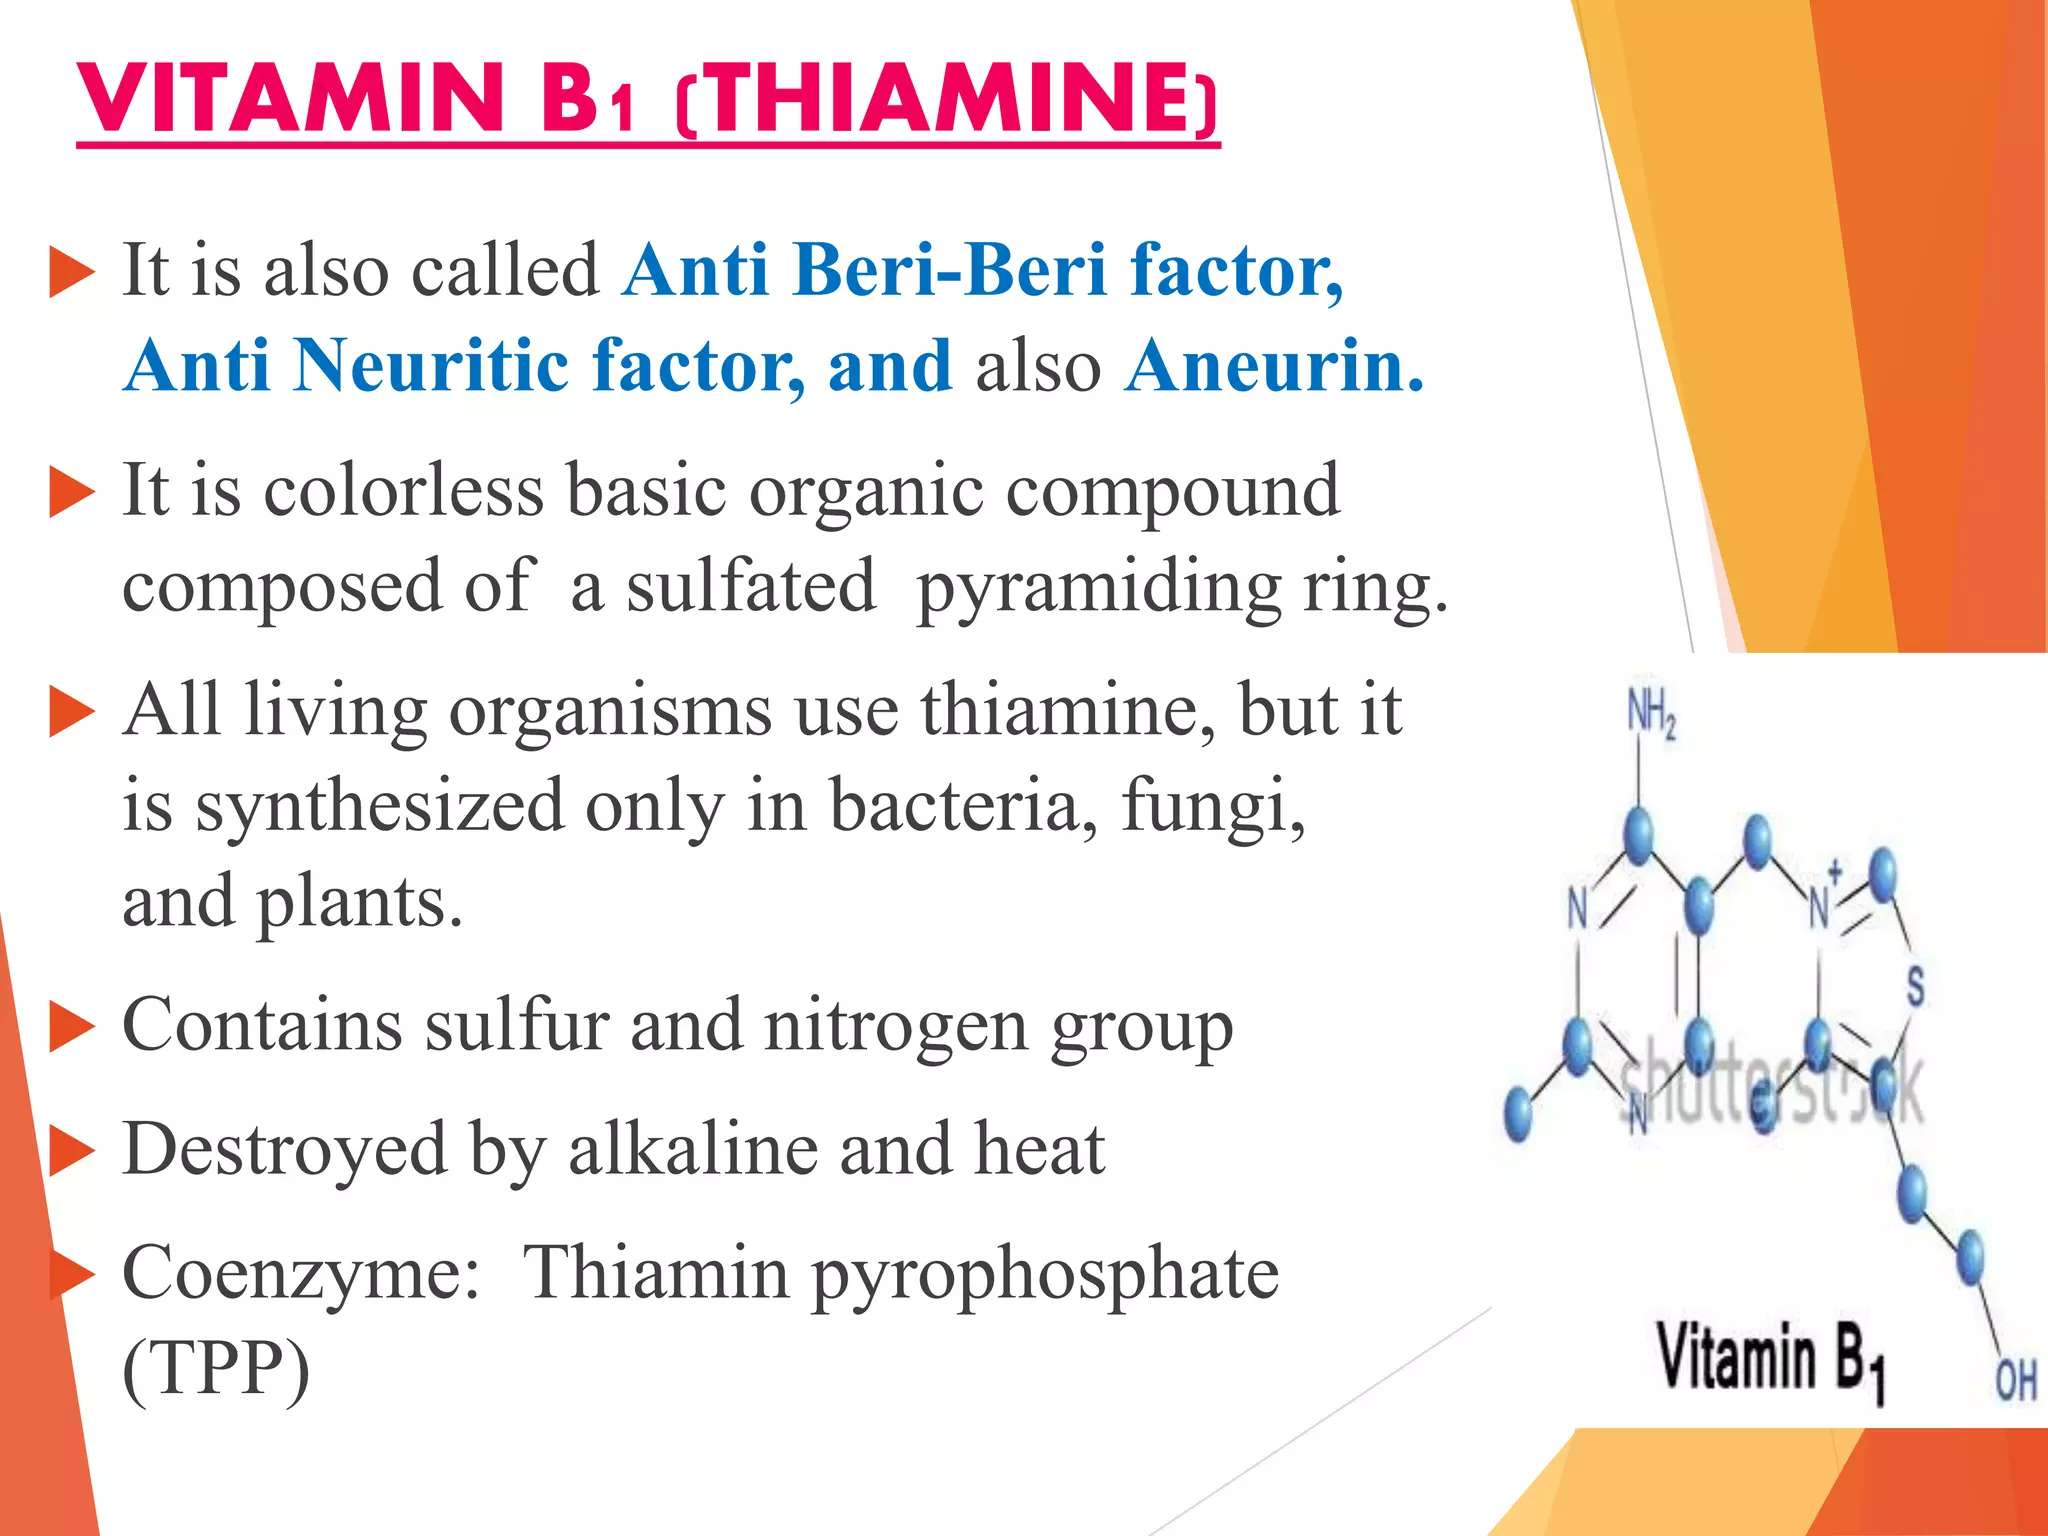 VITAMIN B1 (THIAMINE)
It is also called Anti Beri-Beri factor,
Anti Neuritic factor, and also Aneurin.
It is colorless basic organic compound
composed of a sulfated pyramiding ring.
All living organisms use thiamine, but it
is synthesized only in bacteria, fungi,
and plants.
Contains sulfur and nitrogen group
Destroyed by alkaline and heat
Coenzyme: Thiamin pyrophosphate
(TPP)
NH2
N
N+
S
shutterstock
N
Vitamin B1
OH